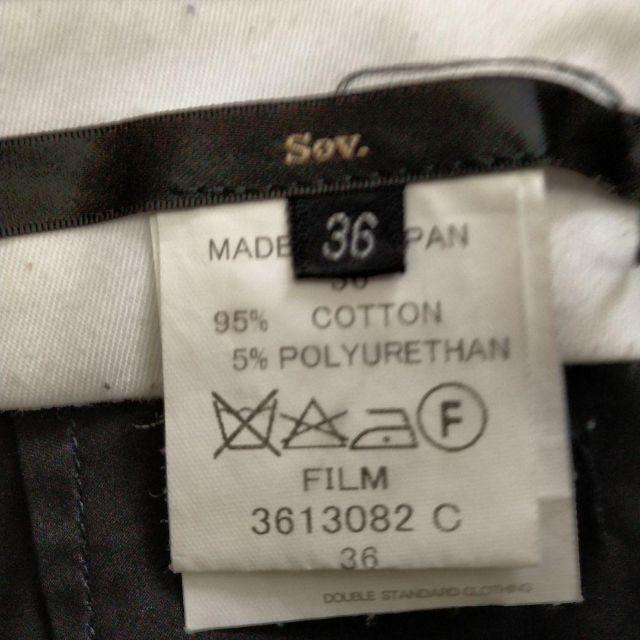 Sov.
36
MADE PAN
95% COTTON
5% POLYURETHAN
F
FILM
3613082 C
36
DOUBLE STANDARD CLOTHING